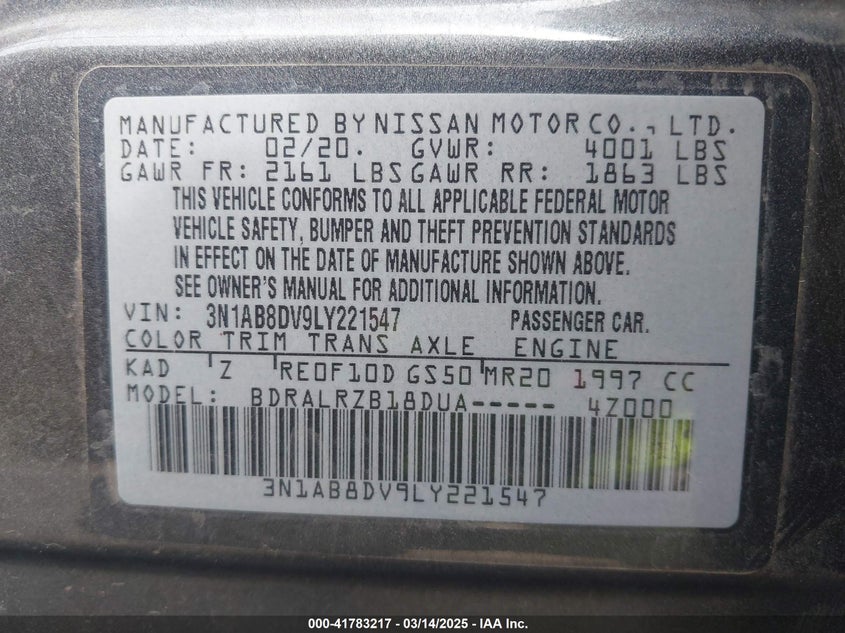 MANUFACTURED BY NISSAN MOTOR CO., LTD.
DATE: 02/20. GVWR: 4001 LBS
GAWR FR: 2161 LBS GAWR RR: 1863 LBS
THIS VEHICLE CONFORMS TO ALL APPLICABLE FEDERAL MOTOR
VEHICLE SAFETY, BUMPER AND THEFT PREVENTION STANDARDS
IN EFFECT ON THE DATE OF MANUFACTURE SHOWN ABOVE.
SEE OWNER'S MANUAL FOR ADDITIONAL INFORMATION.
VIN: 3N1AB8DV9LY221547 PASSENGER CAR.
COLOR TRIM TRANS AXLE ENGINE
KAD Z RE0F10D GS50 MR20 1997 CC
MODEL: BDRALRZB18DUA----- 4Z000
3N1AB8DV9LY221547
000-41783217 - 03/14/2025 - IAA Inc.